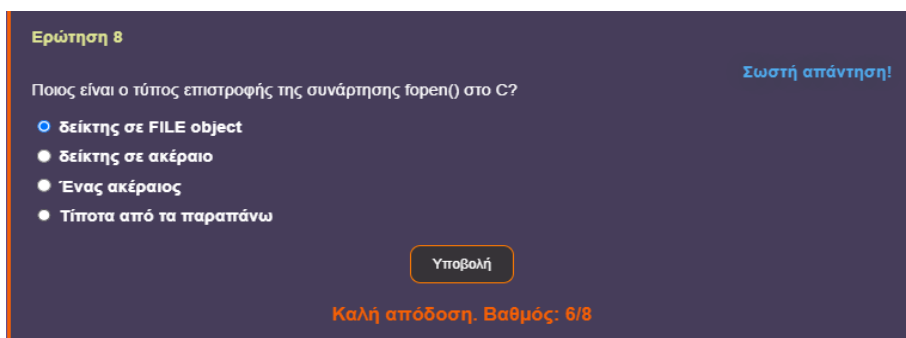 Ερώτηση 8
Σωστή απάντηση!
Ποιος είναι ο τύπος επιστροφής της συνάρτησης fopen() στο C?
δείκτης σε FILE object
δείκτης σε ακέραιο
Ένας ακέραιος
Τίποτα από τα παραπάνω
Υποβολή
Καλή απόδοση. Βαθμός: 6/8